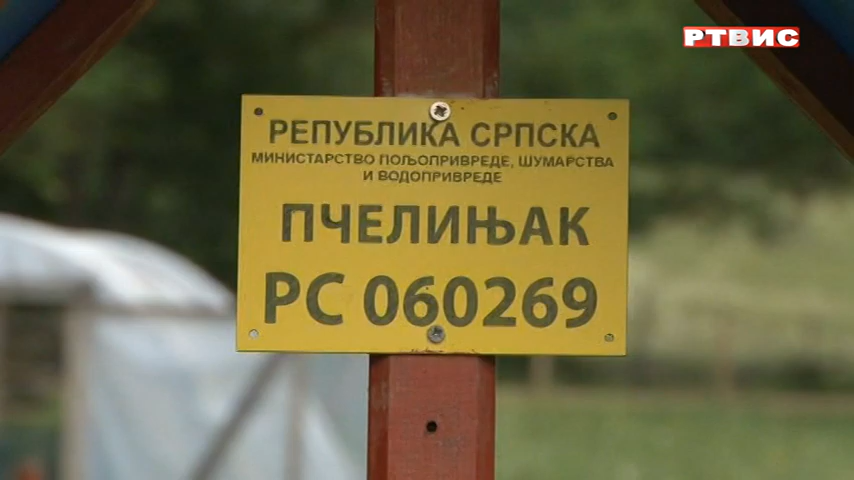 РТВИС
РЕПУБЛИКА СРПСКА
МИНИСТАРСТВО ПОЉОПРИВРЕДЕ, ШУМАРСТВА
И ВОДОПРИВРЕДЕ
ПЧЕЛИЊАК
РС 060269